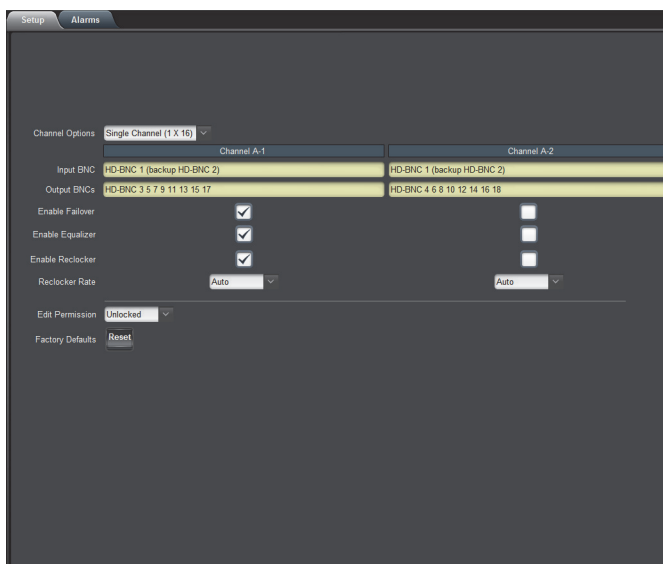 Setup Alarms
Channel Options Single Channel (1 X 16)
Channel A-1 Channel A-2
Input BNC HD-BNC 1 (backup HD-BNC 2) HD-BNC 1 (backup HD-BNC 2)
Output BNCs HD-BNC 3 5 7 9 11 13 15 17 HD-BNC 4 6 8 10 12 14 16 18
Enable Failover
Enable Equalizer
Enable Reclocker
Reclocker Rate Auto Auto
Edit Permission Unlocked
Factory Defaults Reset